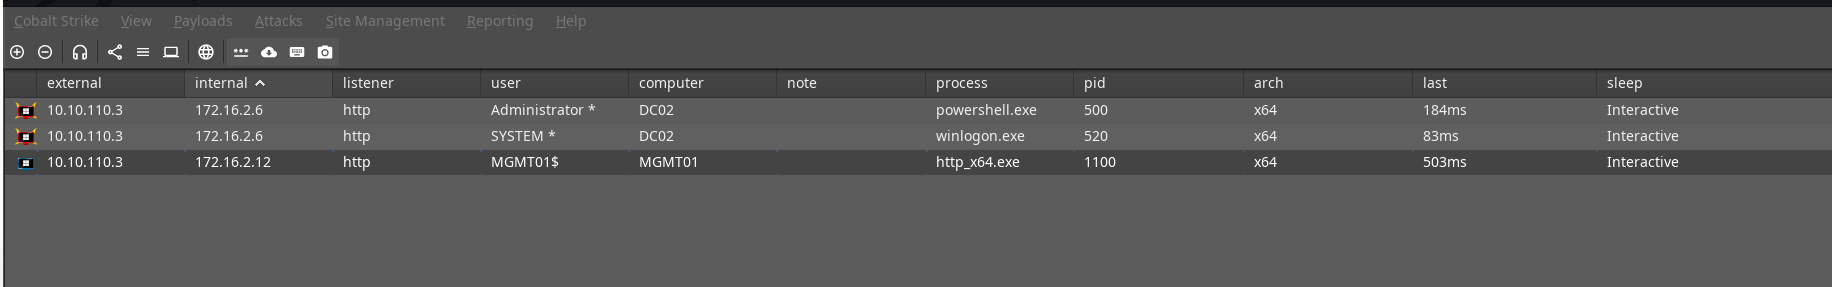 Cobalt Strike View Payloads Attacks Site Management Reporting Help
external internal listener user computer note process pid arch last sleep
10.10.110.3 172.16.2.6 http Administrator * DC02 powershell.exe 500 x64 184ms Interactive
10.10.110.3 172.16.2.6 http SYSTEM * DC02 winlogon.exe 520 x64 83ms Interactive
10.10.110.3 172.16.2.12 http MGMT01$ MGMT01 http_x64.exe 1100 x64 503ms Interactive